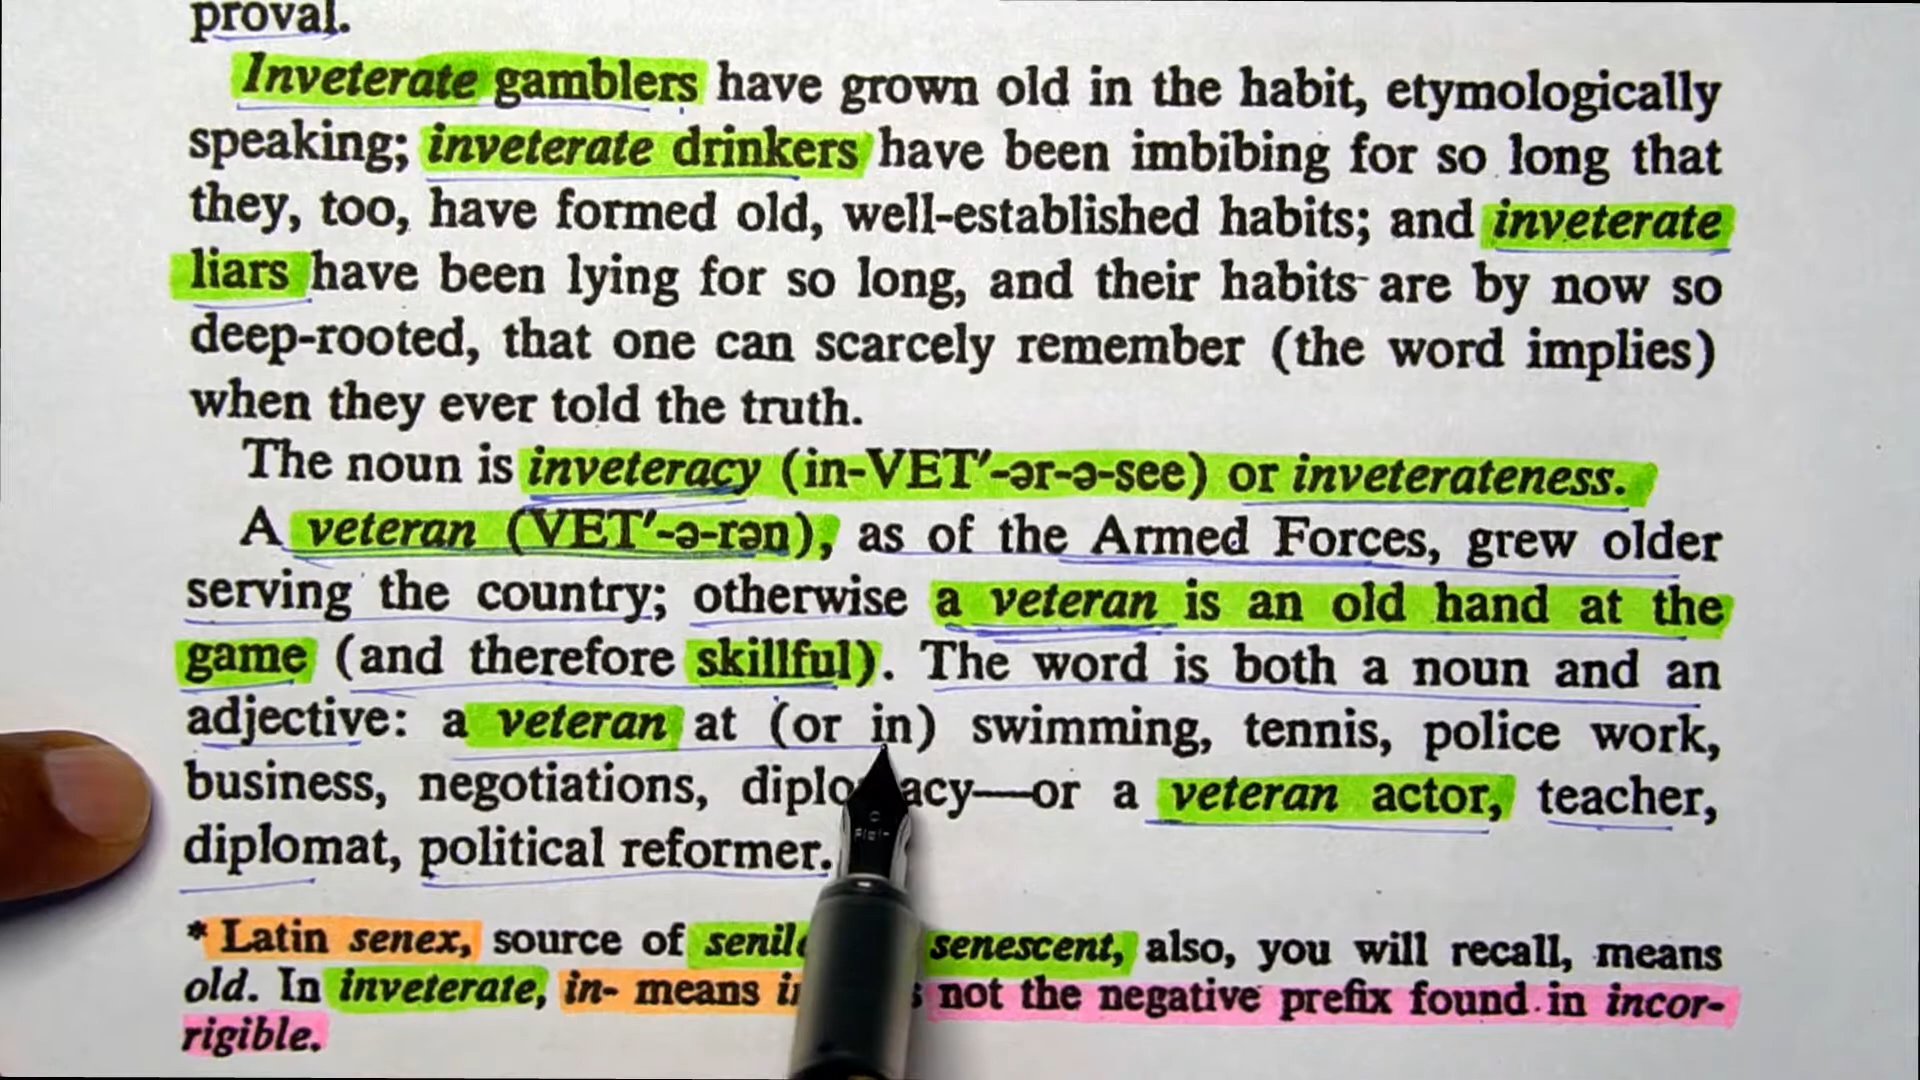 proval.
Inveterate gamblers have grown old in the habit, etymologically
speaking; inveterate drinkers have been imbibing for so long that
they, too, have formed old, well-established habits; and inveterate
liars have been lying for so long, and their habits are by now so
deep-rooted, that one can scarcely remember (the word implies)
when they ever told the truth.
The noun is inveteracy (in-VET′-ər-ə-see) or inveterateness.
A veteran (VET′-ə-rən), as of the Armed Forces, grew older
serving the country; otherwise a veteran is an old hand at the
game (and therefore skillful). The word is both a noun and an
adjective: a veteran at (or in) swimming, tennis, police work,
business, negotiations, or a veteran actor, teacher,
diplomat, political reformer.
* Latin senex, source of senescent, also, you will recall, means
old. In inveterate, in- means not the negative prefix found in incor-
rigible.